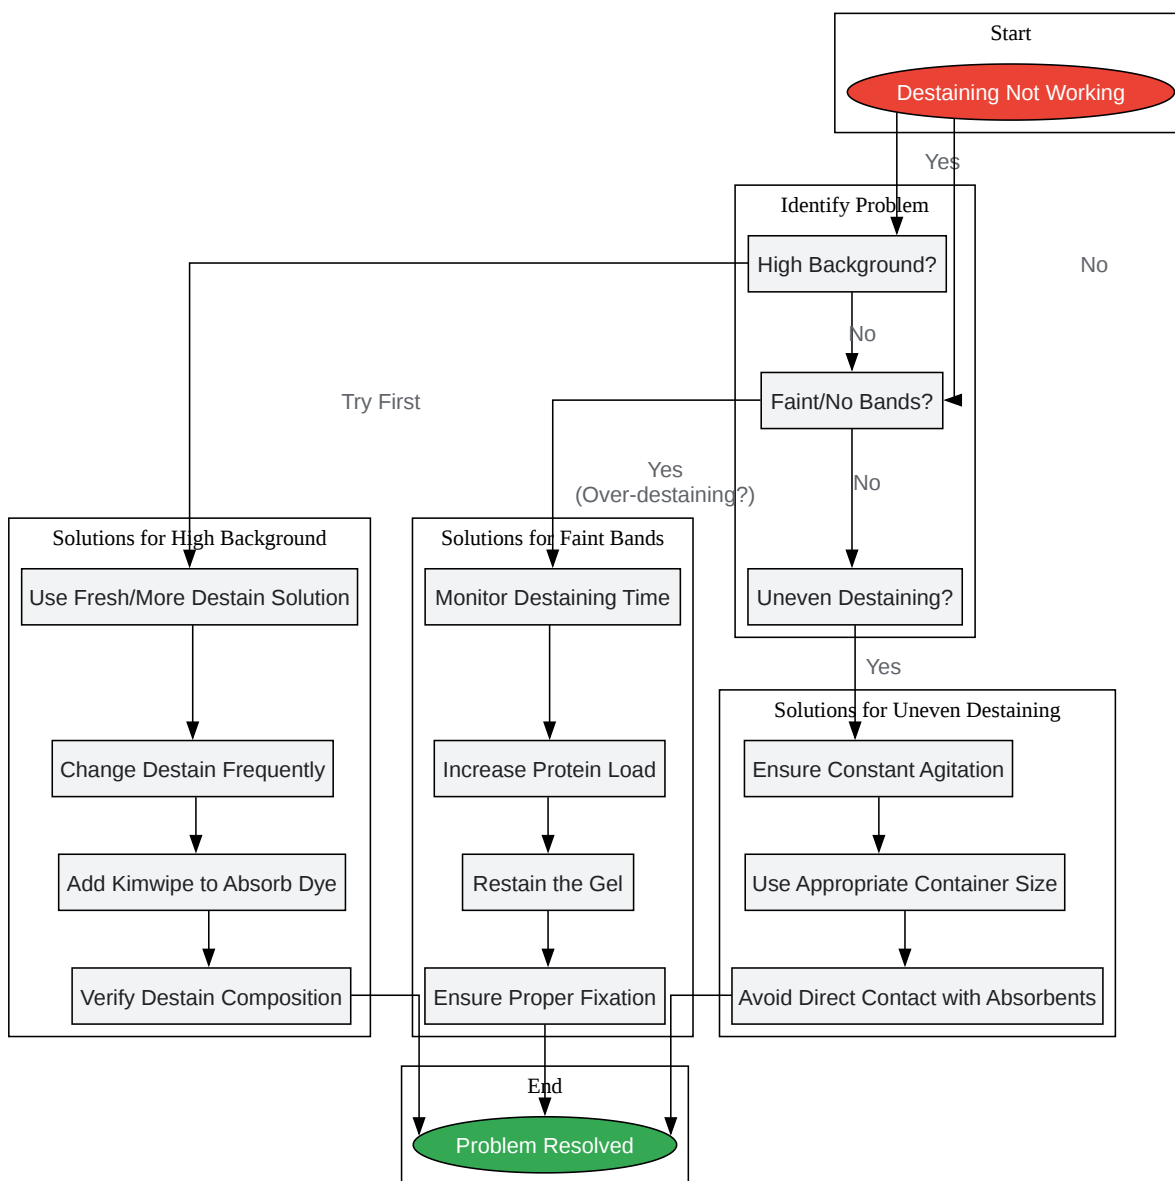 Start
Destaining Not Working
Yes
Identify Problem
High Background?
No
No
Try First
Faint/No Bands?
Yes
(Over-destaining?)
No
Solutions for High Background
Solutions for Faint Bands
Use Fresh/More Destain Solution
Monitor Destaining Time
Uneven Destaining?
Yes
Solutions for Uneven Destaining
Change Destain Frequently
Increase Protein Load
Ensure Constant Agitation
Add Kimwipe to Absorb Dye
Restain the Gel
Use Appropriate Container Size
Verify Destain Composition
Ensure Proper Fixation
Avoid Direct Contact with Absorbents
End
Problem Resolved